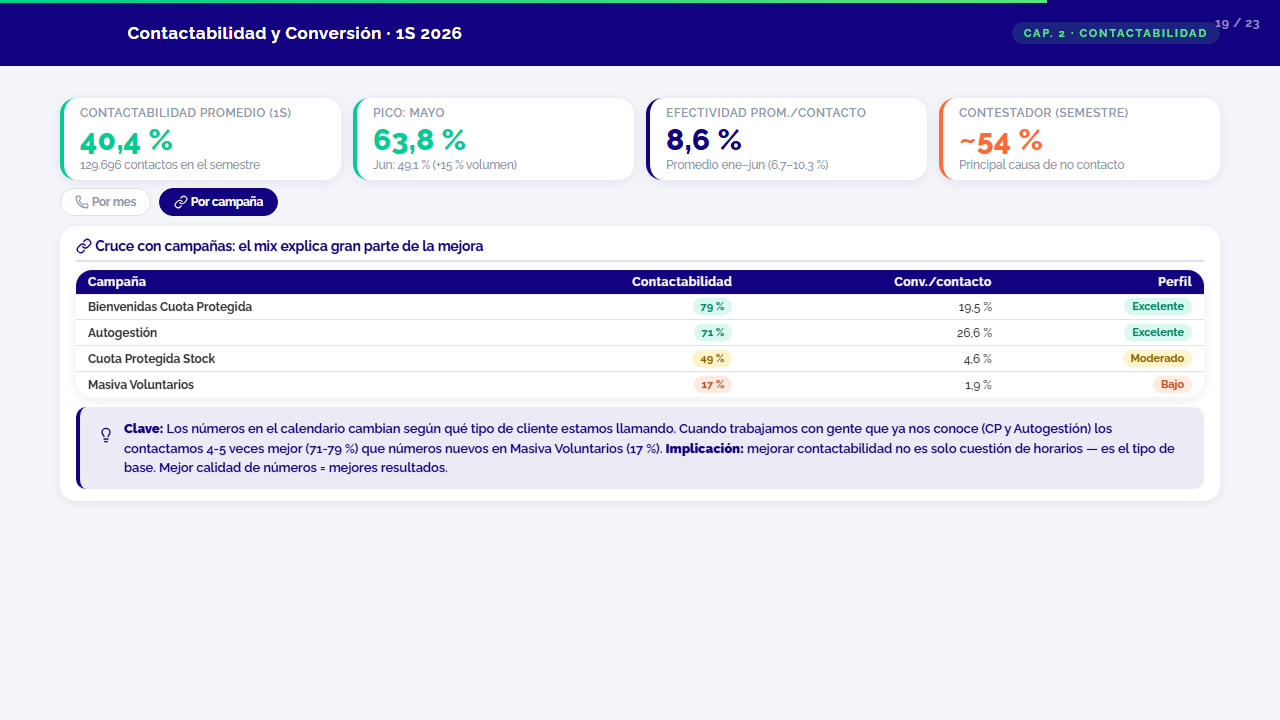 Contactabilidad y Conversión · 1S 2026
CAP. 2 · CONTACTABILIDAD
19 / 23
CONTACTABILIDAD PROMEDIO (1S)
40,4 %
129.696 contactos en el semestre
PICO: MAYO
63,8 %
Jun: 49,1 % (+15 % volumen)
EFECTIVIDAD PROM./CONTACTO
8,6 %
Promedio ene–jun (6,7–10,3 %)
CONTESTADOR (SEMESTRE)
~54 %
Principal causa de no contacto
Por mes
Por campaña
Cruce con campañas: el mix explica gran parte de la mejora
Campaña Contactabilidad Conv./contacto Perfil
Bienvenidas Cuota Protegida 79 % 19,5 % Excelente
Autogestión 71 % 26,6 % Excelente
Cuota Protegida Stock 49 % 4,6 % Moderado
Masiva Voluntarios 17 % 1,9 % Bajo
Clave: Los números en el calendario cambian según qué tipo de cliente estamos llamando. Cuando trabajamos con gente que ya nos conoce (CP y Autogestión) los
contactamos 4-5 veces mejor (71-79 %) que números nuevos en Masiva Voluntarios (17 %). Implicación: mejorar contactabilidad no es solo cuestión de horarios — es el tipo de
base. Mejor calidad de números = mejores resultados.